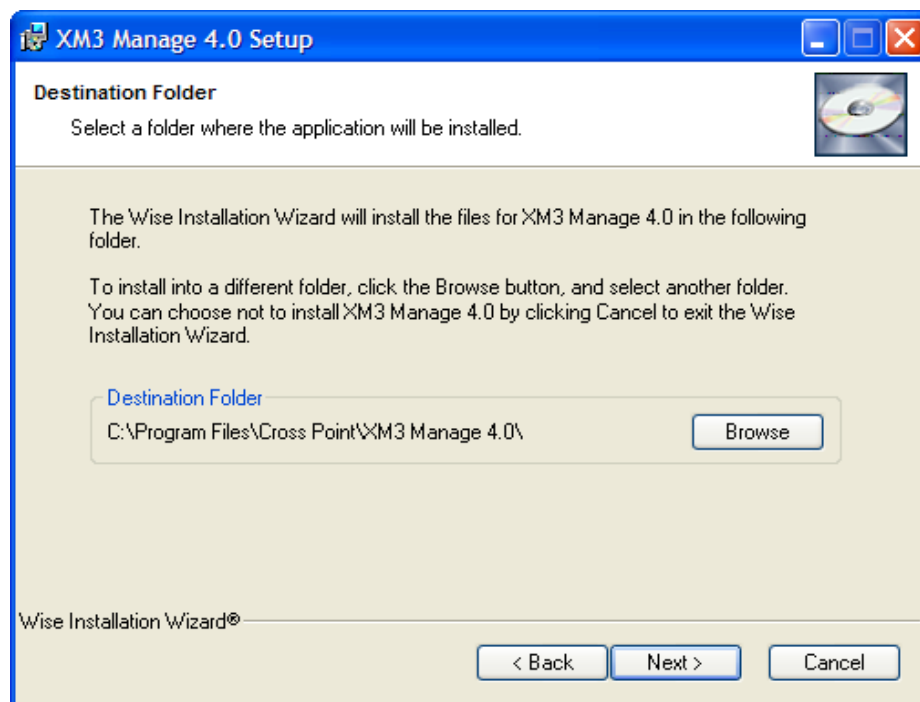 XM3 Manage 4.0 Setup
Destination Folder
Select a folder where the application will be installed.
The Wise Installation Wizard will install the files for XM3 Manage 4.0 in the following
folder.
To install into a different folder, click the Browse button, and select another folder.
You can choose not to install XM3 Manage 4.0 by clicking Cancel to exit the Wise
Installation Wizard.
Destination Folder
C:\Program Files\Cross Point\XM3 Manage 4.0\
Browse
Wise Installation Wizard®
< Back
Next >
Cancel